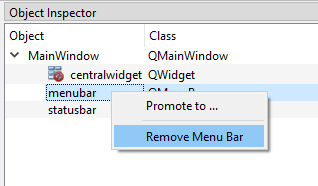 Object Inspector
Object Class
MainWindow QMainWindow
centralwidget QWidget
menubar
statusbar
Promote to ...
Remove Menu Bar